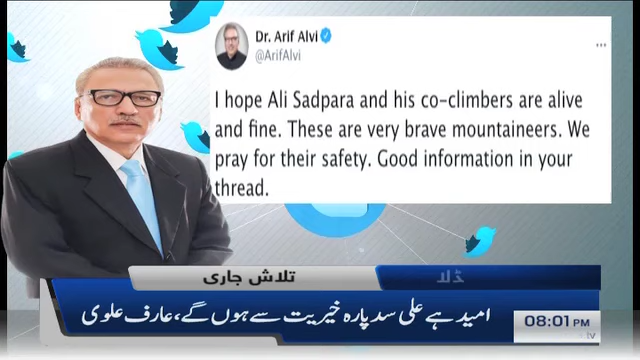 Dr. Arif Alvi
@ArifAlvi
I hope Ali Sadpara and his co-climbers are alive
and fine. These are very brave mountaineers. We
pray for their safety. Good information in your
thread.
تلاش جاری
امید ہے علی سدپارہ خیریت سے ہوں گے، عارف علوی
08:01 PM
tv